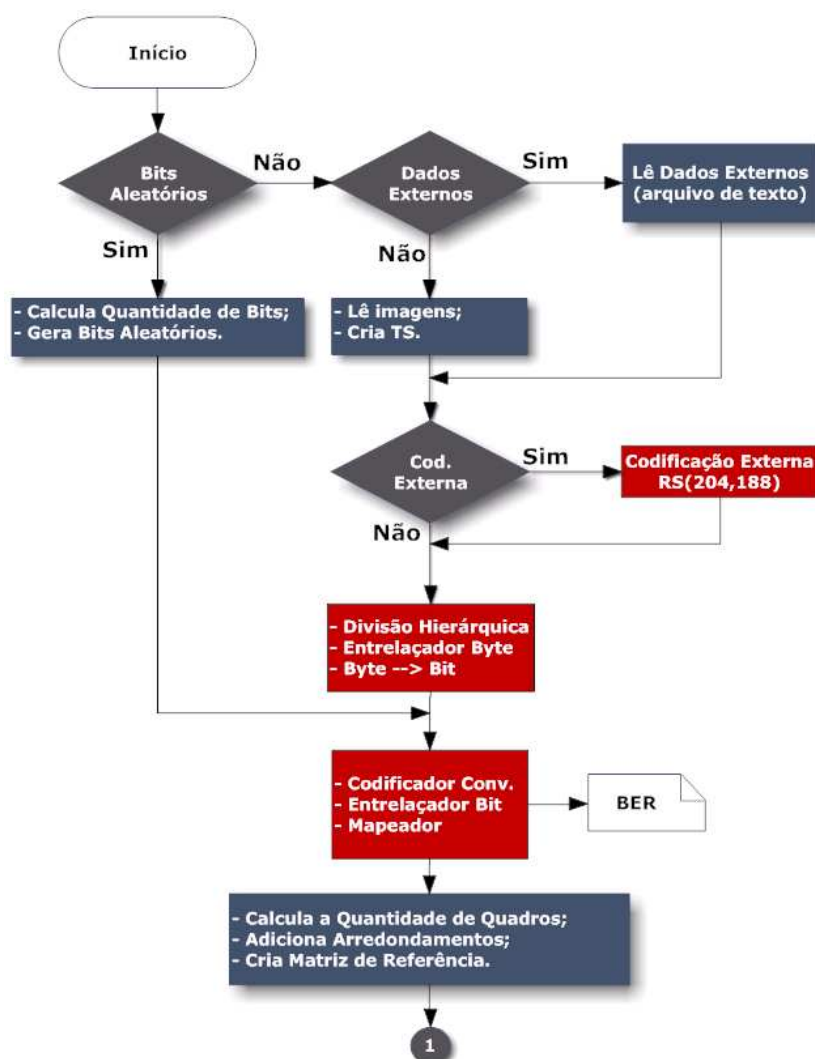 Início
Bits
Aleatórios
Não
Dados
Externos
Sim
Lê Dados Externos
(arquivo de texto)
Sim
Não
- Calcula Quantidade de Bits;
- Gera Bits Aleatórios.
- Lê imagens;
- Cria TS.
Cod.
Externa
Sim
Codificação Externa
RS(204,188)
Não
- Divisão Hierárquica
- Entrelaçador Byte
- Byte --> Bit
- Codificador Conv.
- Entrelaçador Bit
- Mapeador
BER
- Calcula a Quantidade de Quadros;
- Adiciona Arredondamentos;
- Cria Matriz de Referência.
1